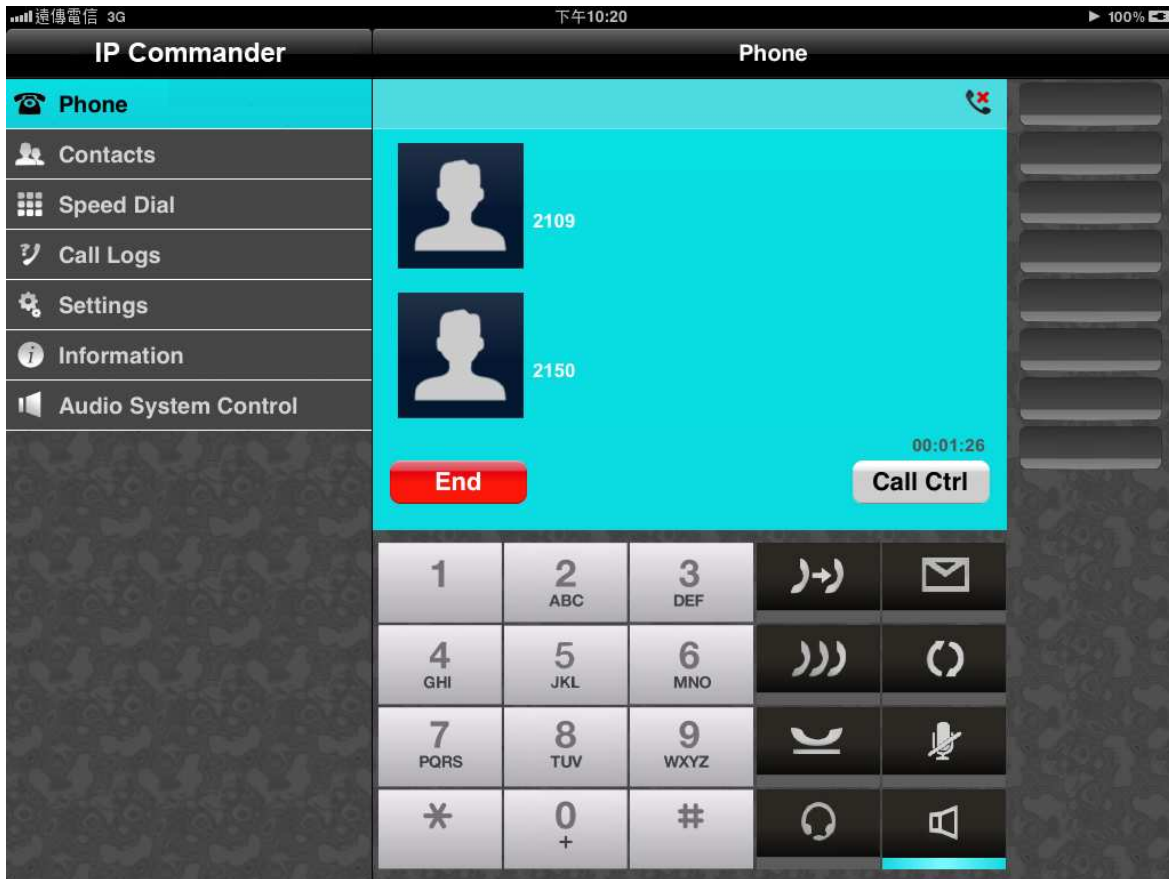 遠傳電信 3G 下午10:20 100%
IP Commander Phone
Phone
Contacts
Speed Dial
Call Logs
Settings
Information
Audio System Control
2109
2150
00:01:26
End Call Ctrl
1 2 3
ABC DEF
4 5 6
GHI JKL MNO
7 8 9
PQRS TUV WXYZ
* 0 #
+